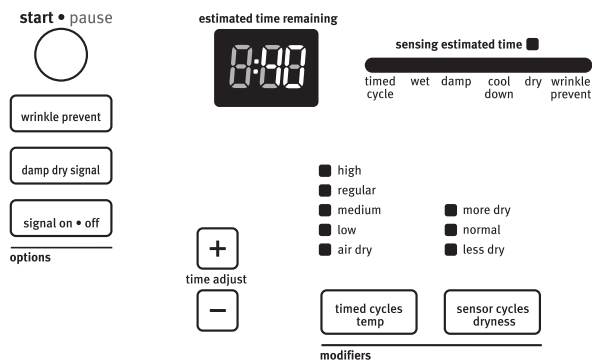 start • pause
estimated time remaining
:40
sensing estimated time
timed cycle
wet
damp
cool down
dry
wrinkle prevent
wrinkle prevent
damp dry signal
signal on • off
options
+
time adjust
−
high
regular
medium
low
air dry
more dry
normal
less dry
timed cycles
temp
sensor cycles
dryness
modifiers